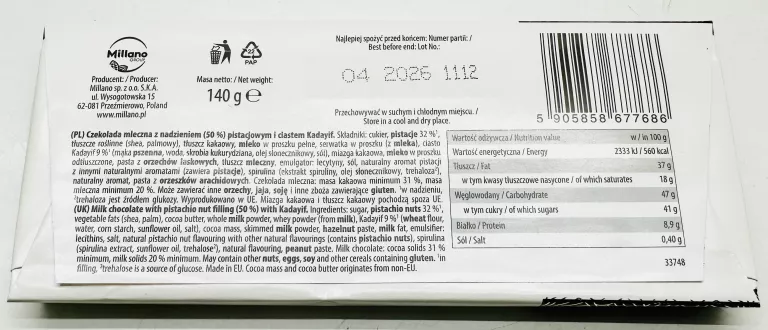 Millano
GROUP
Producent: / Producer:
Millano sp. z o.o. S.K.A.
ul. Wysogotowska 15
62-081 Przeźmierowo, Poland
www.millano.pl
22
PAP
Masa netto: / Net weight:
140 g e
Najlepiej spożyć przed końcem: Numer partii: /
Best before end: Lot No.:
04 2026 1112
Przechowywać w suchym i chłodnym miejscu. /
Store in a cool and dry place.
5 905858 677686
(PL) Czekolada mleczna z nadzieniem (50 %) pistacjowym i ciastem Kadayif. Składniki: cukier, pistacje 32 %¹,
tłuszcze roślinne (shea, palmowy), tłuszcz kakaowy, mleko w proszku pełne, serwatka w proszku (z mleka), ciasto
Kadayif 9 %¹ (mąka pszenna, woda, skrobia kukurydziana, olej słonecznikowy, sól), miazga kakaowa, mleko w proszku
odtłuszczone, pasta z orzechów laskowych, tłuszcz mleczny, emulgator: lecytyny, sól, naturalny aromat pistacji
z innymi naturalnymi aromatami (zawiera pistacje), spirulina (ekstrakt spiruliny, olej słonecznikowy, trehaloza²),
naturalny aromat, pasta z orzeszków arachidowych. Czekolada mleczna: masa kakaowa minimum 31 %, masa
mleczna minimum 20 %. Może zawierać inne orzechy, jaja, soję i inne zboża zawierające gluten. ¹w nadzieniu,
²trehaloza jest źródłem glukozy. Wyprodukowano w UE. Miazga kakaowa i tłuszcz kakaowy pochodzą spoza UE.
(UK) Milk chocolate with pistachio nut filling (50 %) with Kadayif. Ingredients: sugar, pistachio nuts 32 %¹,
vegetable fats (shea, palm), cocoa butter, whole milk powder, whey powder (from milk), Kadayif 9 %¹ (wheat flour,
water, corn starch, sunflower oil, salt), cocoa mass, skimmed milk powder, hazelnut paste, milk fat, emulsifier:
lecithins, salt, natural pistachio nut flavouring with other natural flavourings (contains pistachio nuts), spirulina
(spirulina extract, sunflower oil, trehalose²), natural flavouring, peanut paste. Milk chocolate: cocoa solids 31 %
minimum, milk solids 20 % minimum. May contain other nuts, eggs, soy and other cereals containing gluten. ¹in
filling, ²trehalose is a source of glucose. Made in EU. Cocoa mass and cocoa butter originates from non-EU.
Wartość odżywcza / Nutrition value w / in 100 g
Wartość energetyczna / Energy 2333 kJ / 560 kcal
Tłuszcz / Fat 37 g
w tym kwasy tłuszczowe nasycone / of which saturates 18 g
Węglowodany / Carbohydrate 47 g
w tym cukry / of which sugars 41 g
Białko / Protein 8,9 g
Sól / Salt 0,40 g
33748